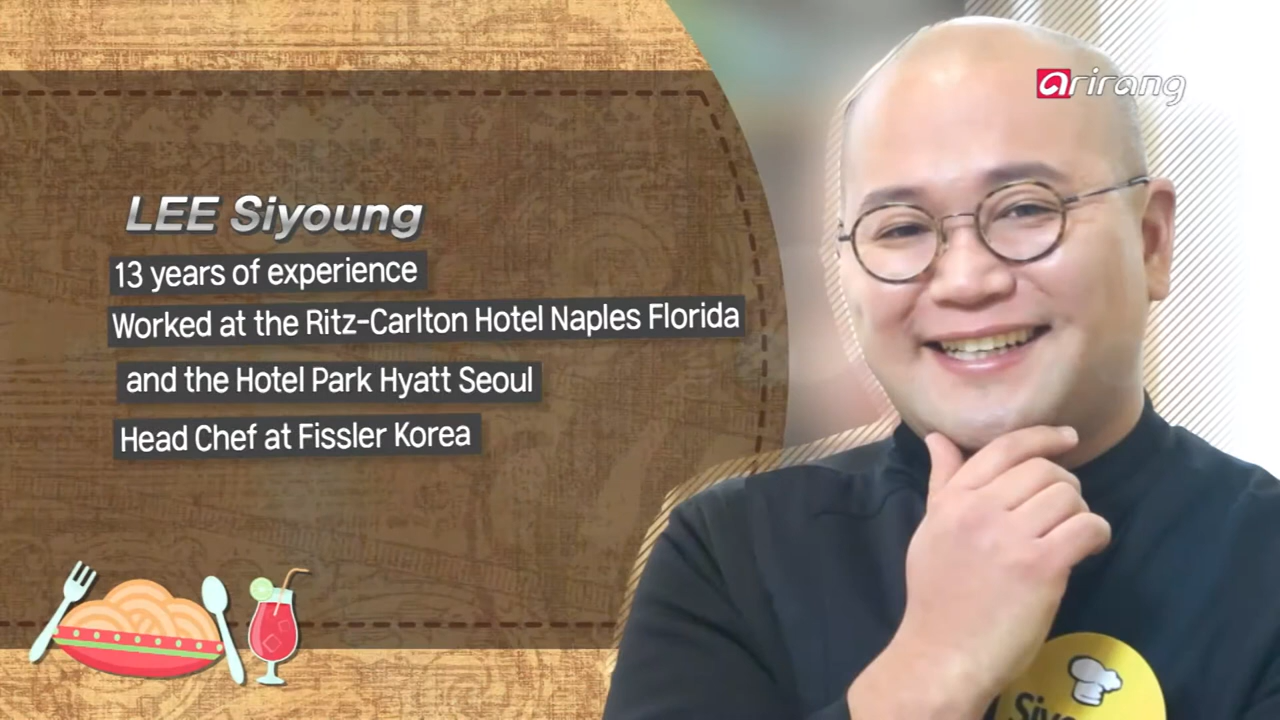 arirang
LEE Siyoung
13 years of experience
Worked at the Ritz-Carlton Hotel Naples Florida
and the Hotel Park Hyatt Seoul
Head Chef at Fissler Korea